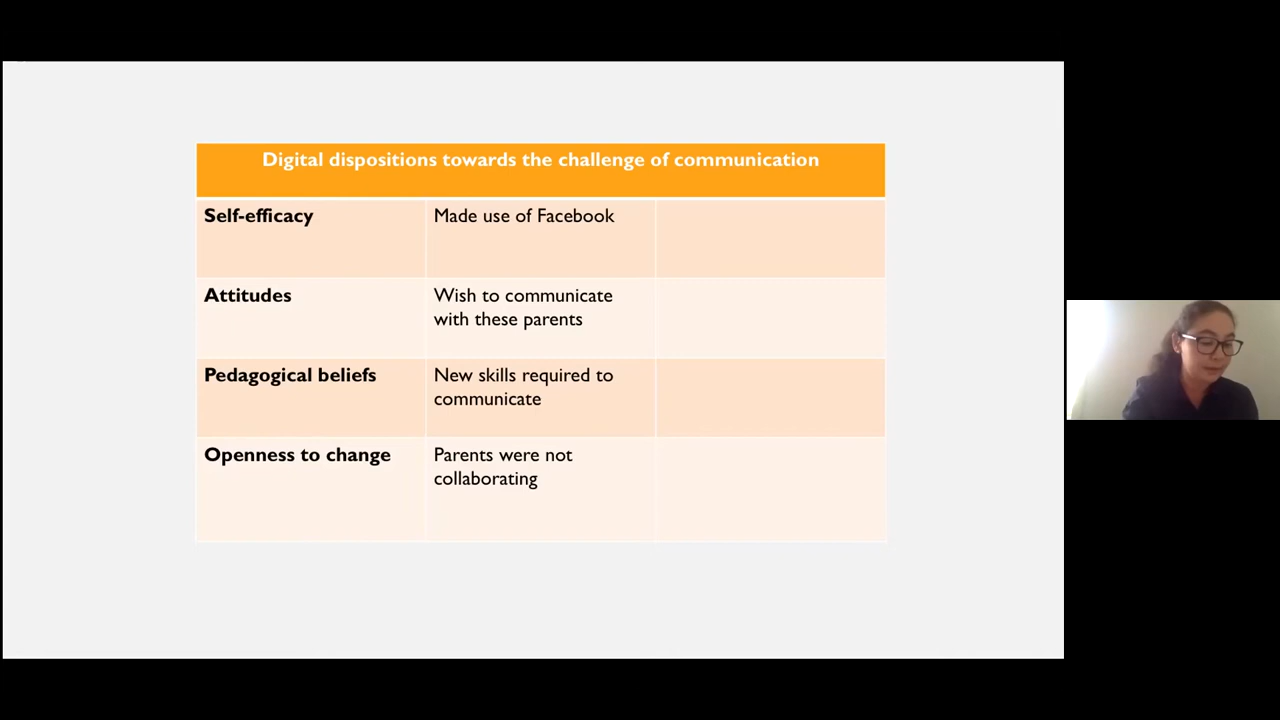 Digital dispositions towards the challenge of communication
Self-efficacy
Made use of Facebook
Attitudes
Wish to communicate
with these parents
Pedagogical beliefs
New skills required to
communicate
Openness to change
Parents were not
collaborating